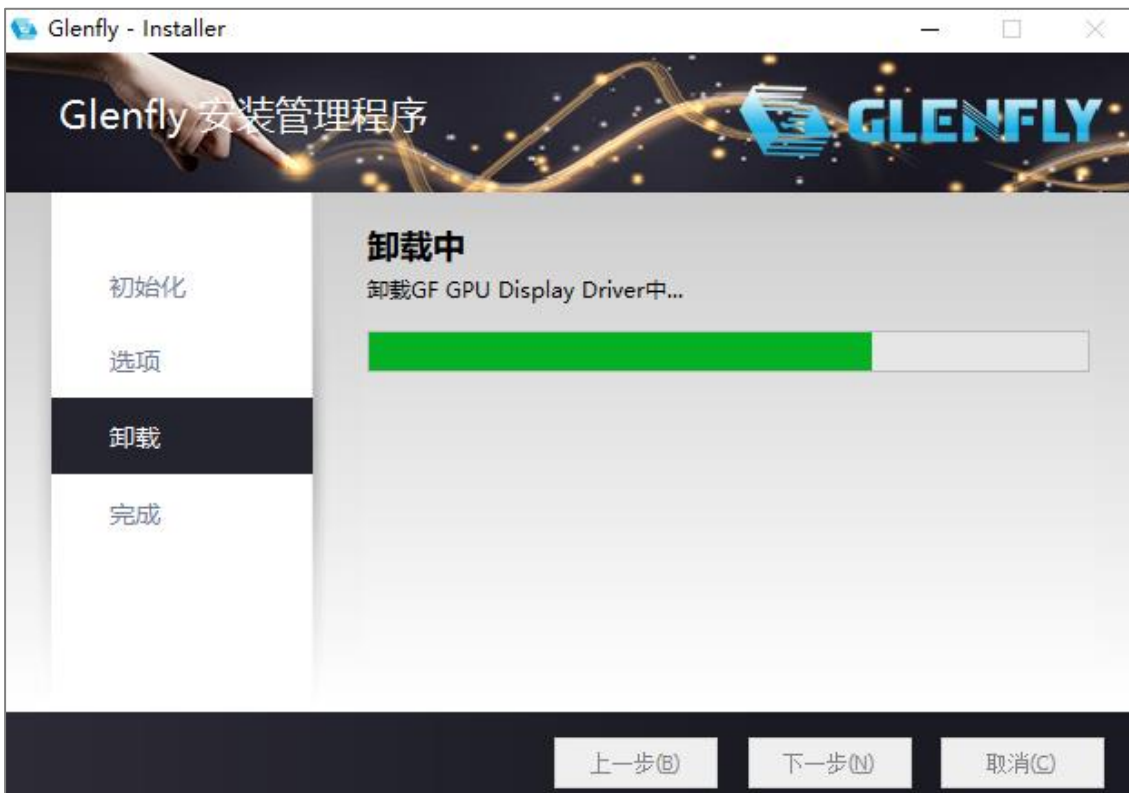 Glenfly - Installer
Glenfly 安装管理程序
GLENFLY
初始化
选项
卸载
完成
卸载中
卸载GF GPU Display Driver中...
上一步(B)
下一步(N)
取消(C)